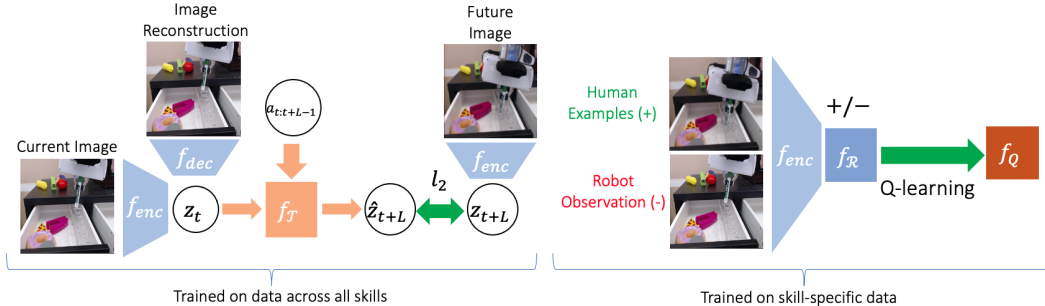 Image
Reconstruction
Future
Image
Current Image
f_dec
a_{t:t+L−1}
f_enc
z_t
f_𝒯
ẑ_{t+L}
l_2
f_enc
z_{t+L}
Trained on data across all skills
Human
Examples (+)
Robot
Observation (-)
f_enc
+/−
f_ℛ
Q-learning
f_Q
Trained on skill-specific data